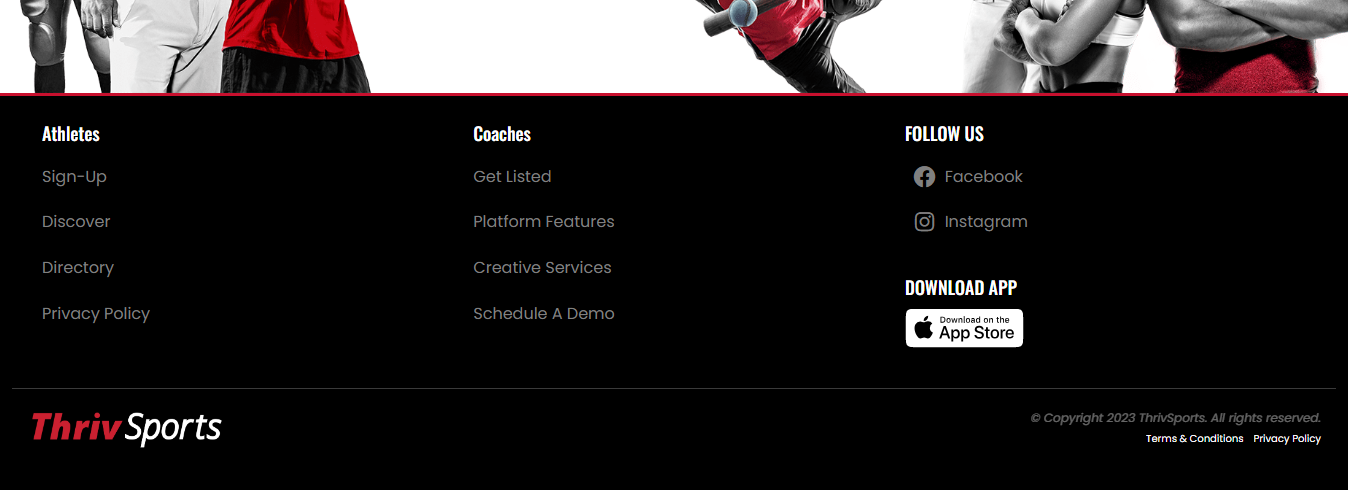 Athletes
Sign-Up
Discover
Directory
Privacy Policy
Coaches
Get Listed
Platform Features
Creative Services
Schedule A Demo
FOLLOW US
Facebook
Instagram
DOWNLOAD APP
Download on the
App Store
ThrivSports
© Copyright 2023 ThrivSports. All rights reserved.
Terms & Conditions Privacy Policy